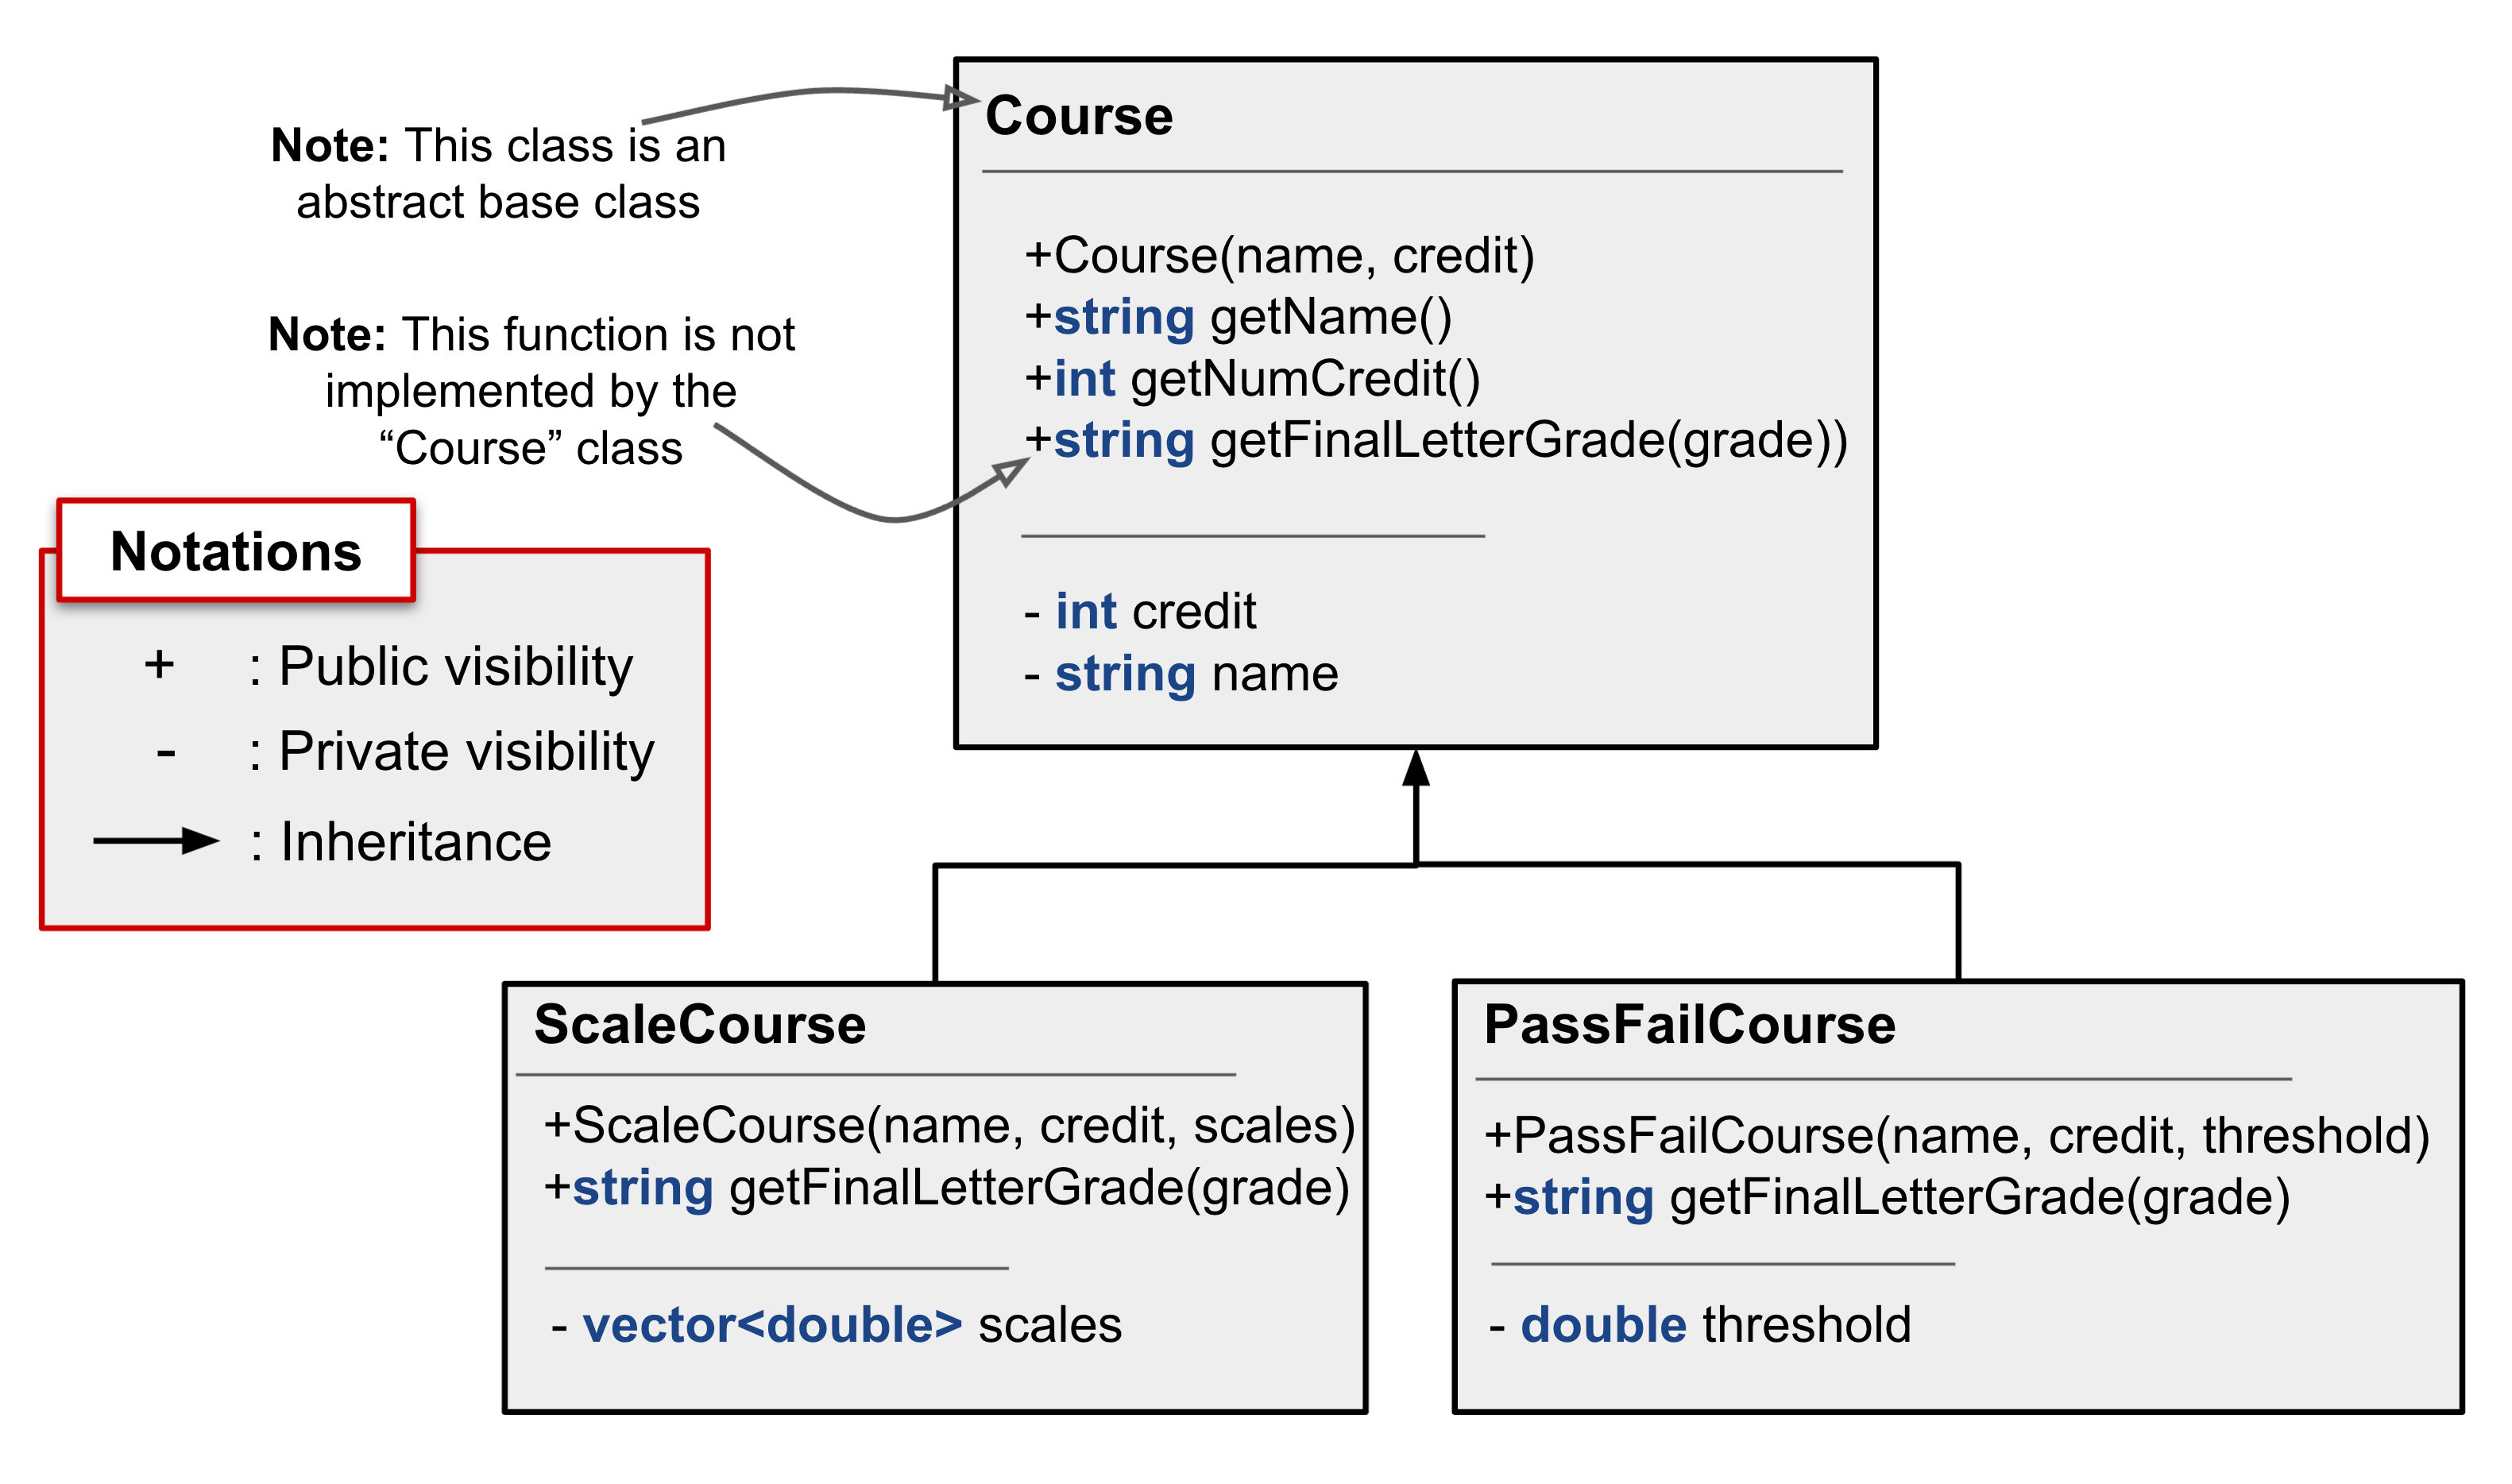 Note: This class is an
abstract base class
Note: This function is not
implemented by the
“Course” class
Notations
+ : Public visibility
- : Private visibility
: Inheritance
Course
+Course(name, credit)
+string getName()
+int getNumCredit()
+string getFinalLetterGrade(grade))
- int credit
- string name
ScaleCourse
+ScaleCourse(name, credit, scales)
+string getFinalLetterGrade(grade)
- vector<double> scales
PassFailCourse
+PassFailCourse(name, credit, threshold)
+string getFinalLetterGrade(grade)
- double threshold